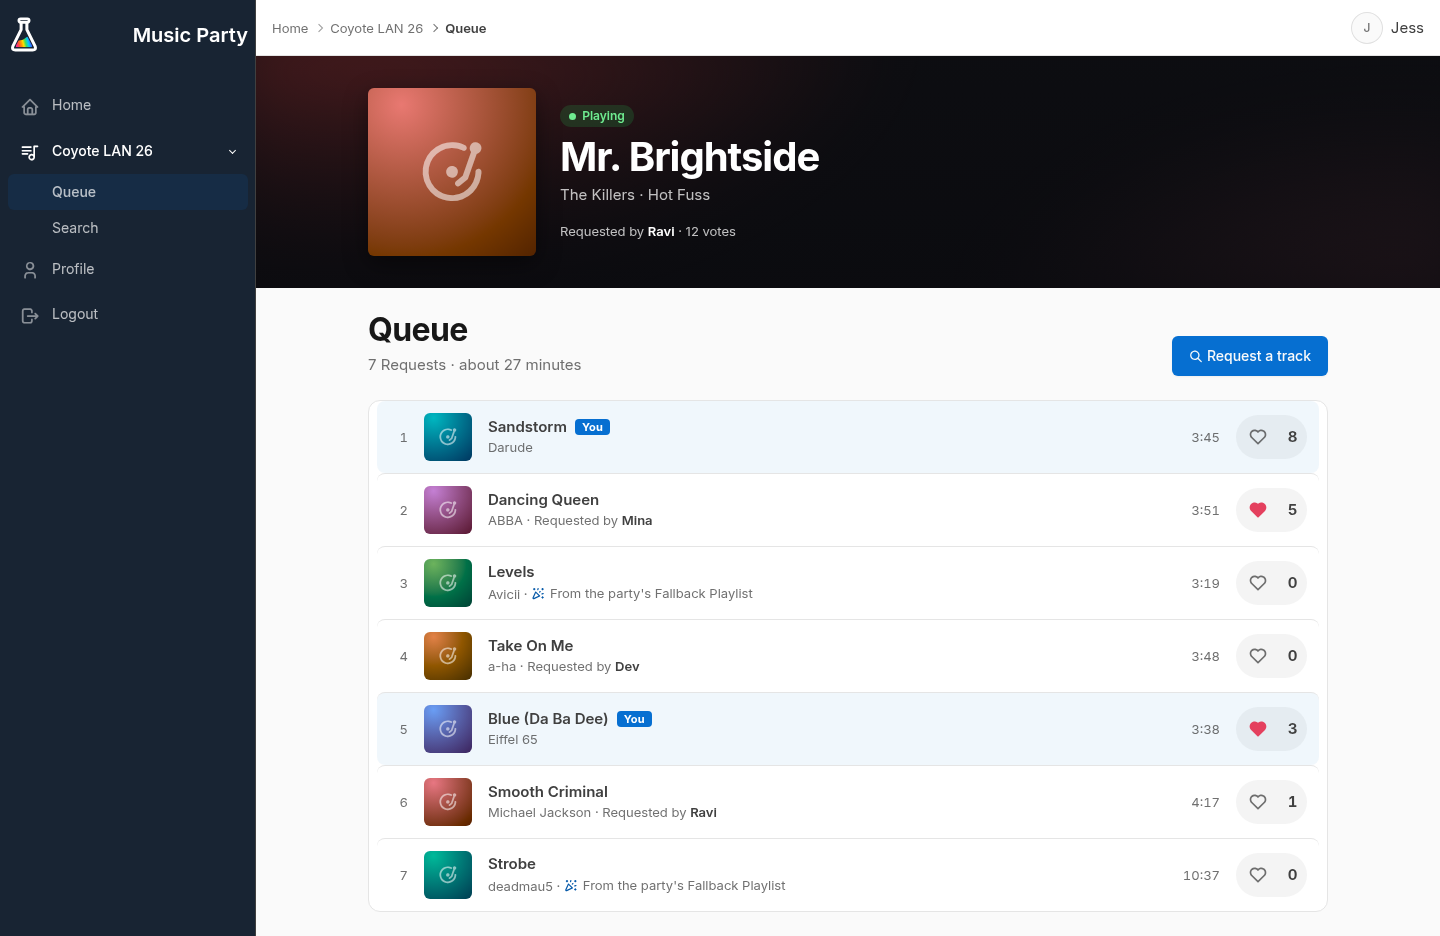 Music Party
Home
Coyote LAN 26
Queue
Search
Profile
Logout
Home > Coyote LAN 26 > Queue
J Jess
Playing
Mr. Brightside
The Killers · Hot Fuss
Requested by Ravi · 12 votes
Queue
7 Requests · about 27 minutes
Request a track
1 Sandstorm You 3:45 8
Darude
2 Dancing Queen 3:51 5
ABBA · Requested by Mina
3 Levels 3:19 0
Avicii · From the party's Fallback Playlist
4 Take On Me 3:48 0
a-ha · Requested by Dev
5 Blue (Da Ba Dee) You 3:38 3
Eiffel 65
6 Smooth Criminal 4:17 1
Michael Jackson · Requested by Ravi
7 Strobe 10:37 0
deadmau5 · From the party's Fallback Playlist